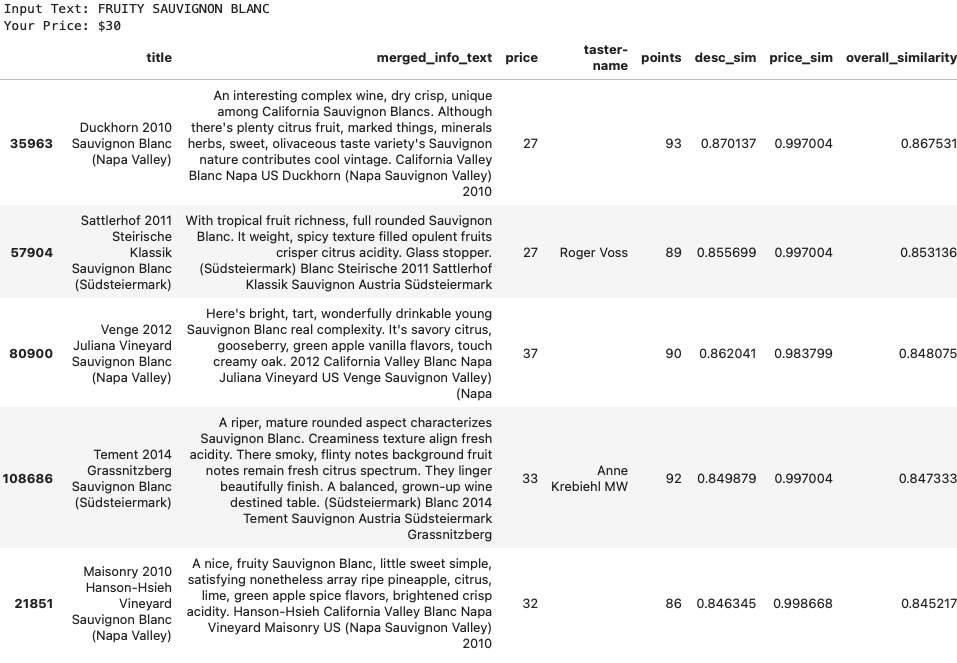 Input Text: FRUITY SAUVIGNON BLANC
Your Price: $30
title merged_info_text price taster-name points desc_sim price_sim overall_similarity
35963
Duckhorn 2010
Sauvignon Blanc
(Napa Valley)
An interesting complex wine, dry crisp, unique
among California Sauvignon Blancs. Although
there's plenty citrus fruit, marked things, minerals
herbs, sweet, olivaceous taste variety's Sauvignon
nature contributes cool vintage. California Valley
Blanc Napa US Duckhorn (Napa Sauvignon Valley)
2010
27 93 0.870137 0.997004 0.867531
57904
Sattlerhof 2011
Steirische
Klassik
Sauvignon Blanc
(Südsteiermark)
With tropical fruit richness, full rounded Sauvignon
Blanc. It weight, spicy texture filled opulent fruits
crisper citrus acidity. Glass stopper.
(Südsteiermark) Blanc Steirische 2011 Sattlerhof
Klassik Sauvignon Austria Südsteiermark
27 Roger Voss 89 0.855699 0.997004 0.853136
80900
Venge 2012
Juliana Vineyard
Sauvignon Blanc
(Napa Valley)
Here's bright, tart, wonderfully drinkable young
Sauvignon Blanc real complexity. It's savory citrus,
gooseberry, green apple vanilla flavors, touch
creamy oak. 2012 California Valley Blanc Napa
Juliana Vineyard US Venge Sauvignon Valley)
(Napa
37 90 0.862041 0.983799 0.848075
108686
Tement 2014
Grassnitzberg
Sauvignon Blanc
(Südsteiermark)
A riper, mature rounded aspect characterizes
Sauvignon Blanc. Creaminess texture align fresh
acidity. There smoky, flinty notes background fruit
notes remain fresh citrus spectrum. They linger
beautifully finish. A balanced, grown-up wine
destined table. (Südsteiermark) Blanc 2014
Tement Sauvignon Austria Südsteiermark
Grassnitzberg
33
Anne
Krebiehl MW
92 0.849879 0.997004 0.847333
21851
Maisonry 2010
Hanson-Hsieh
Vineyard
Sauvignon Blanc
(Napa Valley)
A nice, fruity Sauvignon Blanc, little sweet simple,
satisfying nonetheless array ripe pineapple, citrus,
lime, green apple spice flavors, brightened crisp
acidity. Hanson-Hsieh California Valley Blanc Napa
Vineyard Maisonry US (Napa Sauvignon Valley)
2010
32 86 0.846345 0.998668 0.845217